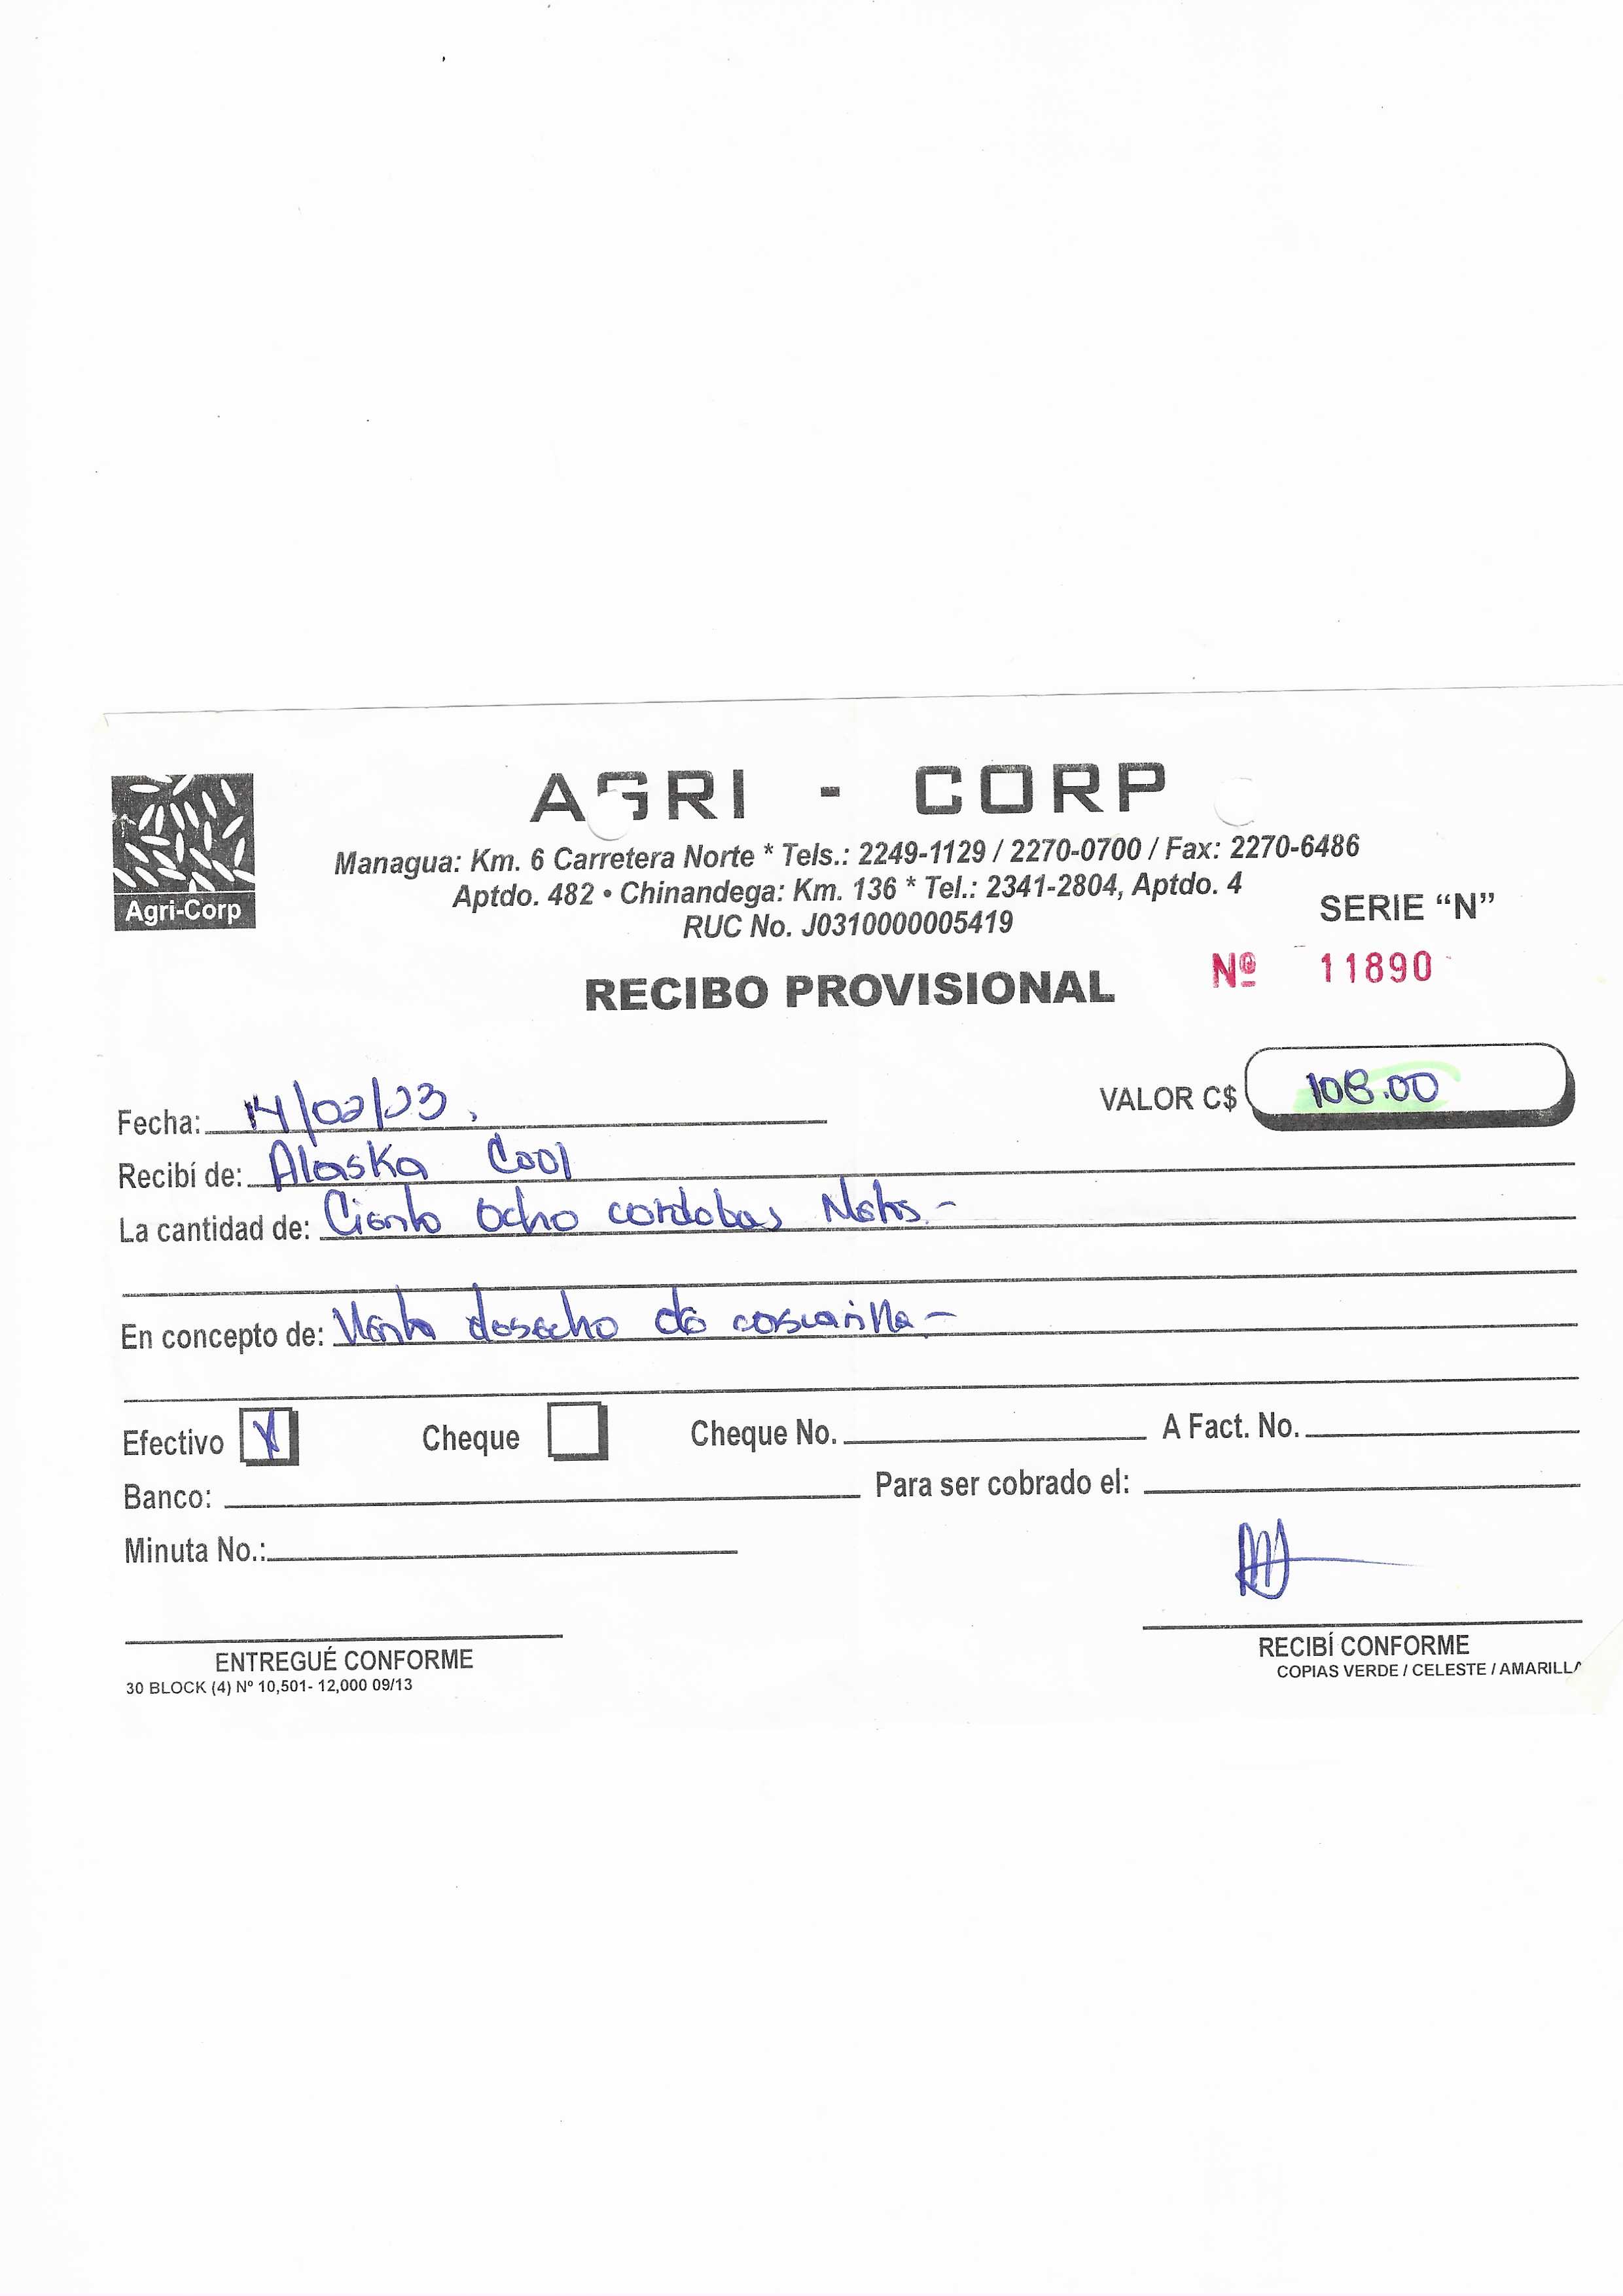 AGRI - CORP
Agri-Corp
Managua: Km. 6 Carretera Norte * Tels.: 2249-1129 / 2270-0700 / Fax: 2270-6486
Aptdo. 482 • Chinandega: Km. 136 * Tel.: 2341-2804, Aptdo. 4
RUC No. J0310000005419
SERIE “N”
RECIBO PROVISIONAL
Nº 11890
Fecha: 14/02/23.
VALOR C$ 108.00
Recibí de: Alaska Cool
La cantidad de: Ciento Ocho cordobas Netos.-
En concepto de: Venta desecho de cascarilla-
Efectivo X Cheque Cheque No. A Fact. No.
Banco: Para ser cobrado el:
Minuta No.:
ENTREGUÉ CONFORME
RECIBÍ CONFORME
30 BLOCK (4) Nº 10,501- 12,000 09/13
COPIAS VERDE / CELESTE / AMARILLA